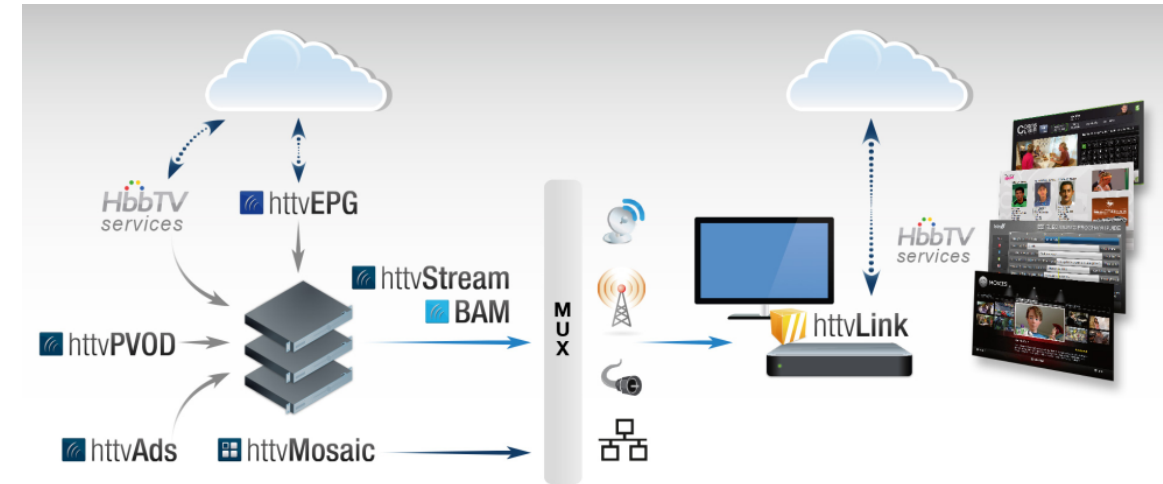 HbbTV
services
httvEPG
httvStream
BAM
httvPVOD
httvAds
httvMosaic
MUX
httvLink
HbbTV
services